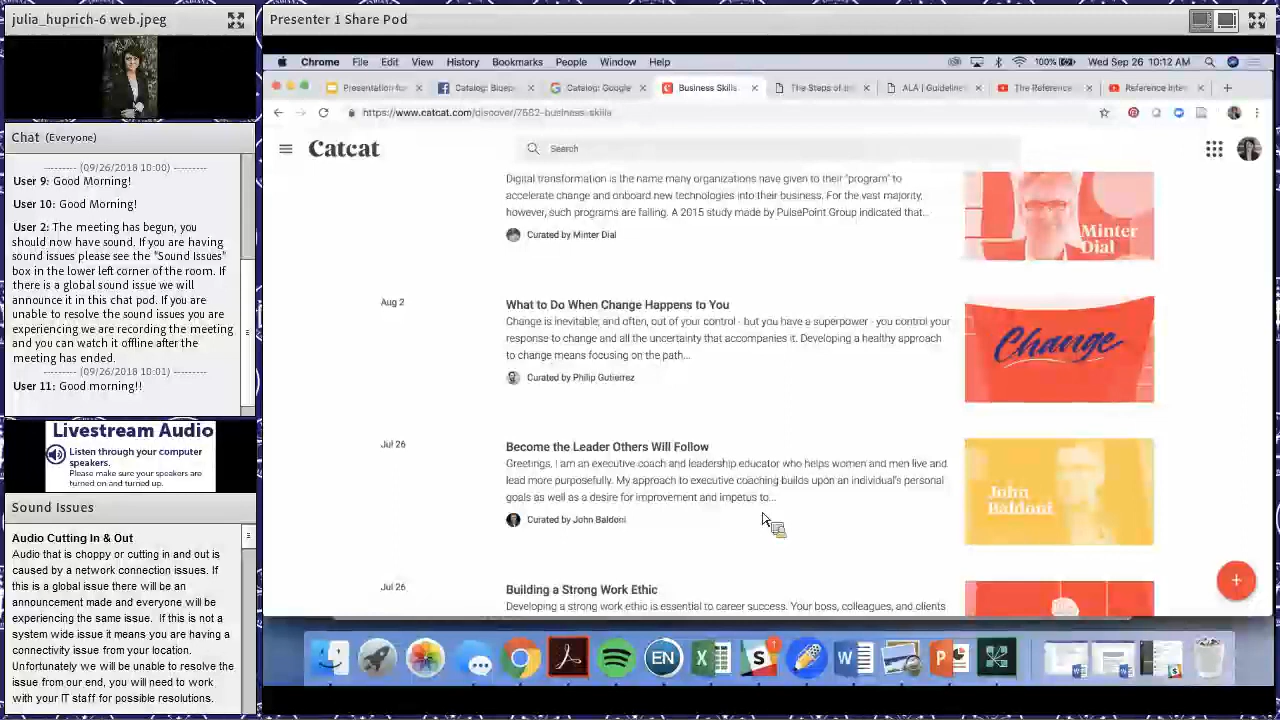 julia_huprich-6 web.jpeg
Chat (Everyone)
---------- (09/26/2018 10:00) ----------
User 9: Good Morning!
User 10: Good Morning!
User 2: The meeting has begun, you
should now have sound. If you are having
sound issues please see the "Sound Issues"
box in the lower left corner of the room. If
there is a global sound issue we will
announce it in this chat pod. If you are
unable to resolve the sound issues you are
experiencing we are recording the meeting
and you can watch it offline after the
meeting has ended.
---------- (09/26/2018 10:01) ----------
User 11: Good morning!!
Livestream Audio
Listen through your computer
speakers.
Please make sure your speakers are
turned on and turned up.
Sound Issues
Audio Cutting In & Out
Audio that is choppy or cutting in and out is
caused by a network connection issues. If
this is a global issue there will be an
announcement made and everyone will be
experiencing the same issue. If this is not a
system wide issue it means you are having a
connectivity issue from your location.
Unfortunately we will be unable to resolve the
issue from our end, you will need to work
with your IT staff for possible resolutions.
Presenter 1 Share Pod
Chrome File Edit View History Bookmarks People Window Help
100% Wed Sep 26 10:12 AM
Presentation for
Catalog: Bluep
Catalog: Google
Business Skills
The Steps of
ALA | Guideline
The Reference
Reference Inte
https://www.catcat.com/discover/7682-business-skills
Catcat
Search
Digital transformation is the name many organizations have given to their "program" to
accelerate change and onboard new technologies into their business. For the vast majority,
however, such programs are failing. A 2015 study made by PulsePoint Group indicated that...
Curated by Minter Dial
Minter
Dial
Aug 2
What to Do When Change Happens to You
Change is inevitable, and often, out of your control - but you have a superpower - you control your
response to change and all the uncertainty that accompanies it. Developing a healthy approach
to change means focusing on the path...
Curated by Philip Gutierrez
Change
Jul 26
Become the Leader Others Will Follow
Greetings, I am an executive coach and leadership educator who helps women and men live and
lead more purposefully. My approach to executive coaching builds upon an individual's personal
goals as well as a desire for improvement and impetus to...
Curated by John Baldoni
John
Baldoni
Jul 26
Building a Strong Work Ethic
Developing a strong work ethic is essential to career success. Your boss, colleagues, and clients
EN